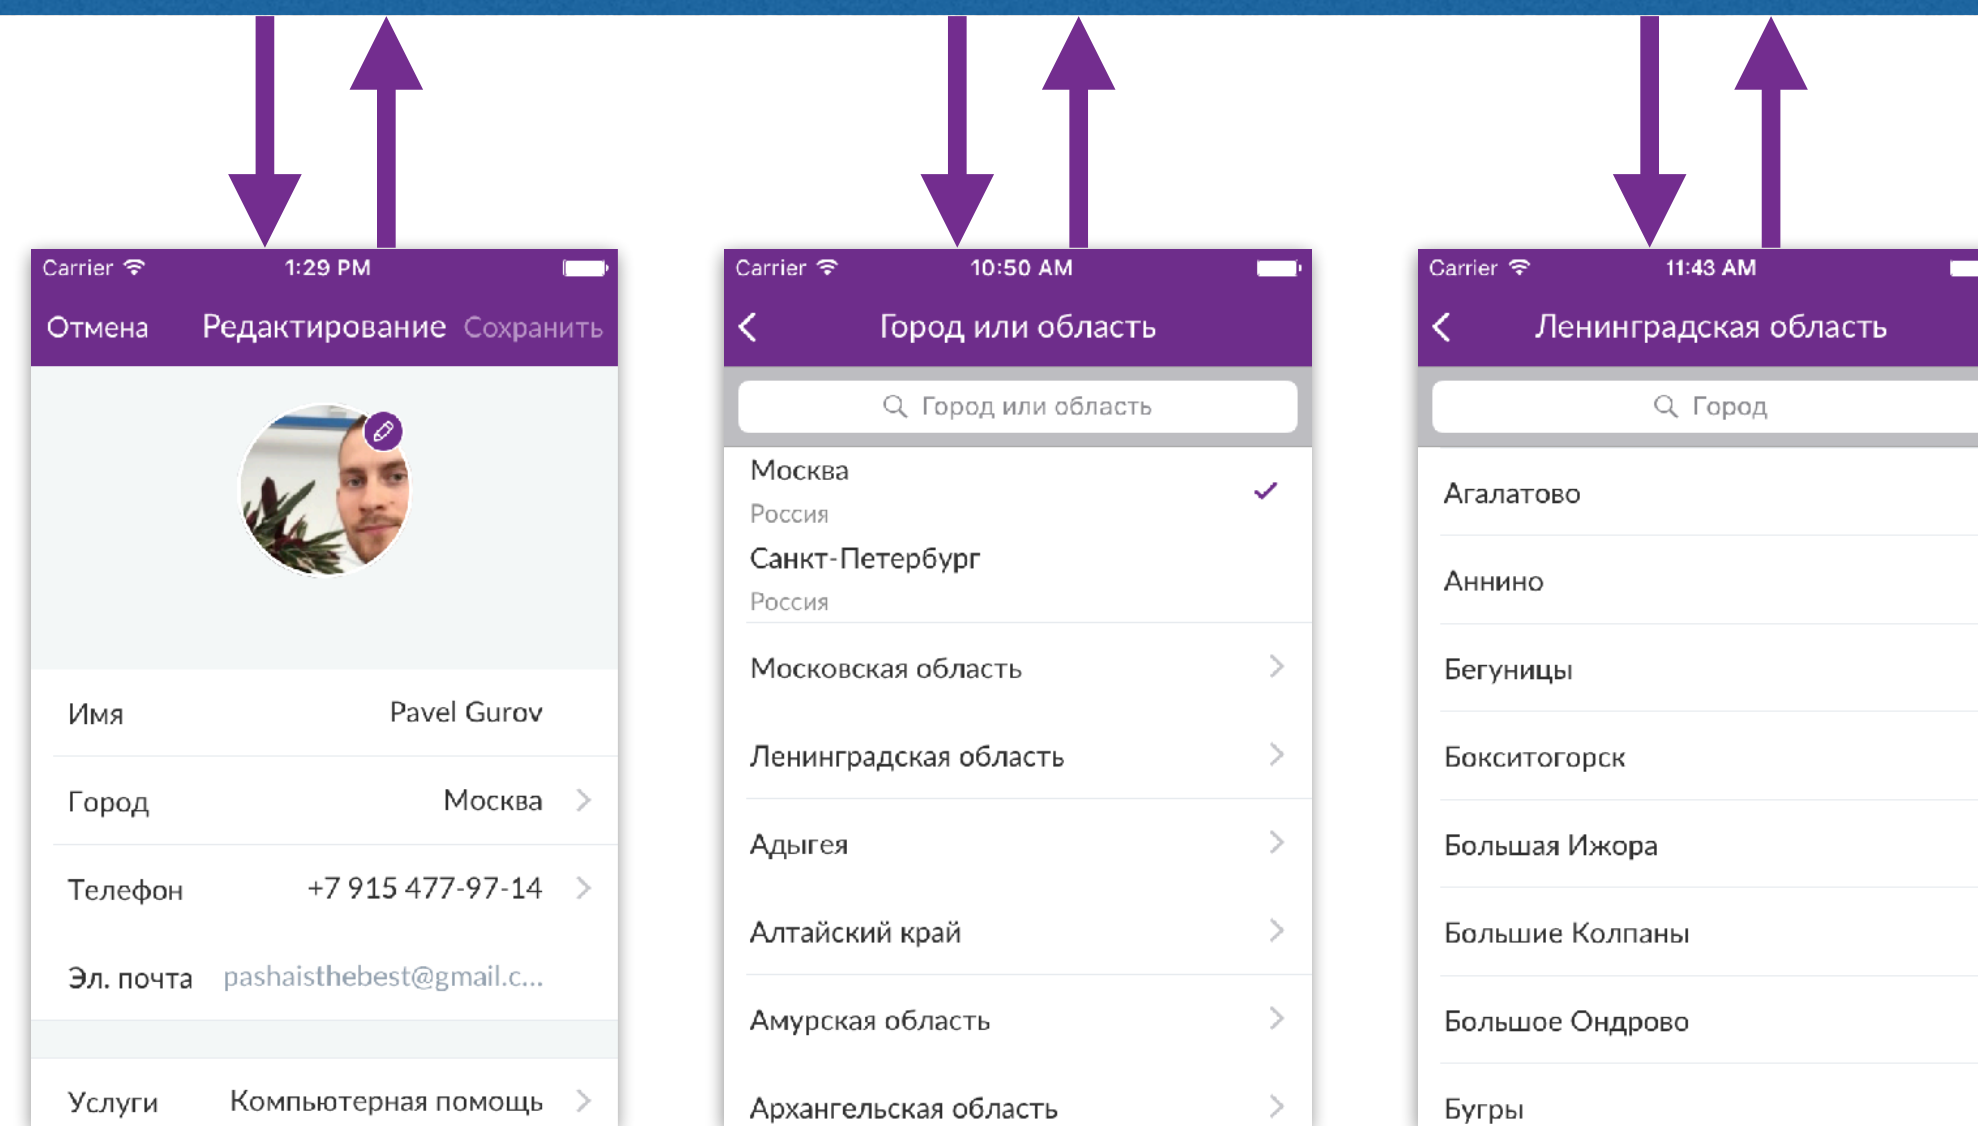 Carrier 1:29 PM
Отмена Редактирование Сохранить
Имя Pavel Gurov
Город Москва
Телефон +7 915 477-97-14
Эл. почта pashaisthebest@gmail.c...
Услуги Компьютерная помощь
Carrier 10:50 AM
Город или область
Город или область
Москва
Россия
Санкт-Петербург
Россия
Московская область
Ленинградская область
Адыгея
Алтайский край
Амурская область
Архангельская область
Carrier 11:43 AM
Ленинградская область
Город
Агалатово
Аннино
Бегуницы
Бокситогорск
Большая Ижора
Большие Колпаны
Большое Ондрово
Бугры